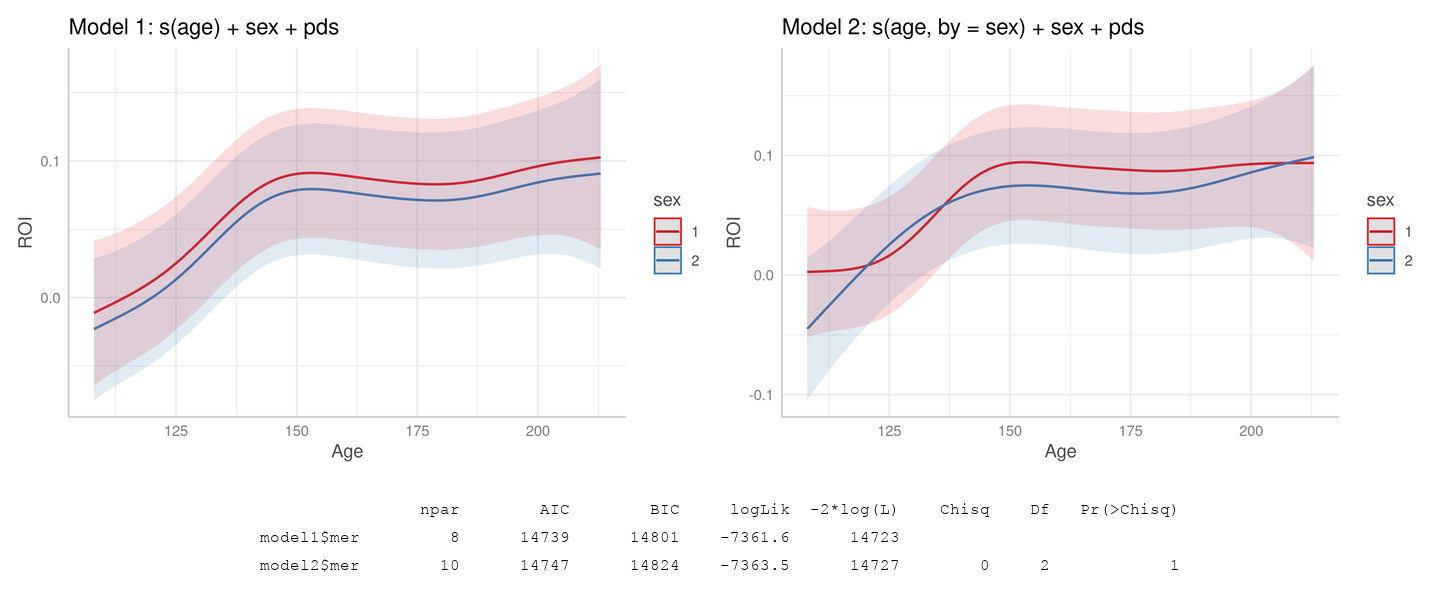 Model 1: s(age) + sex + pds
ROI
0.1
0.0
125 150 175 200
Age
sex
1
2
Model 2: s(age, by = sex) + sex + pds
ROI
0.1
0.0
-0.1
125 150 175 200
Age
sex
1
2
npar AIC BIC logLik -2*log(L) Chisq Df Pr(>Chisq)
model1$mer 8 14739 14801 -7361.6 14723
model2$mer 10 14747 14824 -7363.5 14727 0 2 1